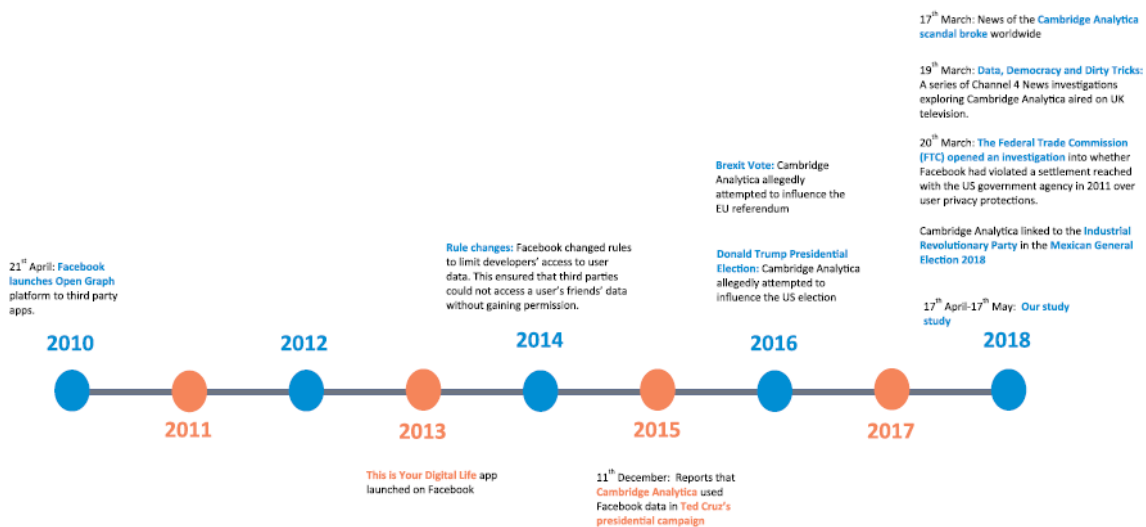 21st April: Facebook
launches Open Graph
platform to third party
apps.
2010
2011
2012
This is Your Digital Life app
launched on Facebook
2013
Rule changes: Facebook changed rules
to limit developers' access to user
data. This ensured that third parties
could not access a user's friends' data
without gaining permission.
2014
11th December: Reports that
Cambridge Analytica used
Facebook data in Ted Cruz's
presidential campaign
2015
Brexit Vote: Cambridge
Analytica allegedly
attempted to influence the
EU referendum
Donald Trump Presidential
Election: Cambridge Analytica
allegedly attempted to
influence the US election
2016
2017
17th March: News of the Cambridge Analytica
scandal broke worldwide
19th March: Data, Democracy and Dirty Tricks:
A series of Channel 4 News investigations
exploring Cambridge Analytica aired on UK
television.
20th March: The Federal Trade Commission
(FTC) opened an investigation into whether
Facebook had violated a settlement reached
with the US government agency in 2011 over
user privacy protections.
Cambridge Analytica linked to the Industrial
Revolutionary Party in the Mexican General
Election 2018
17th April-17th May: Our study
study
2018